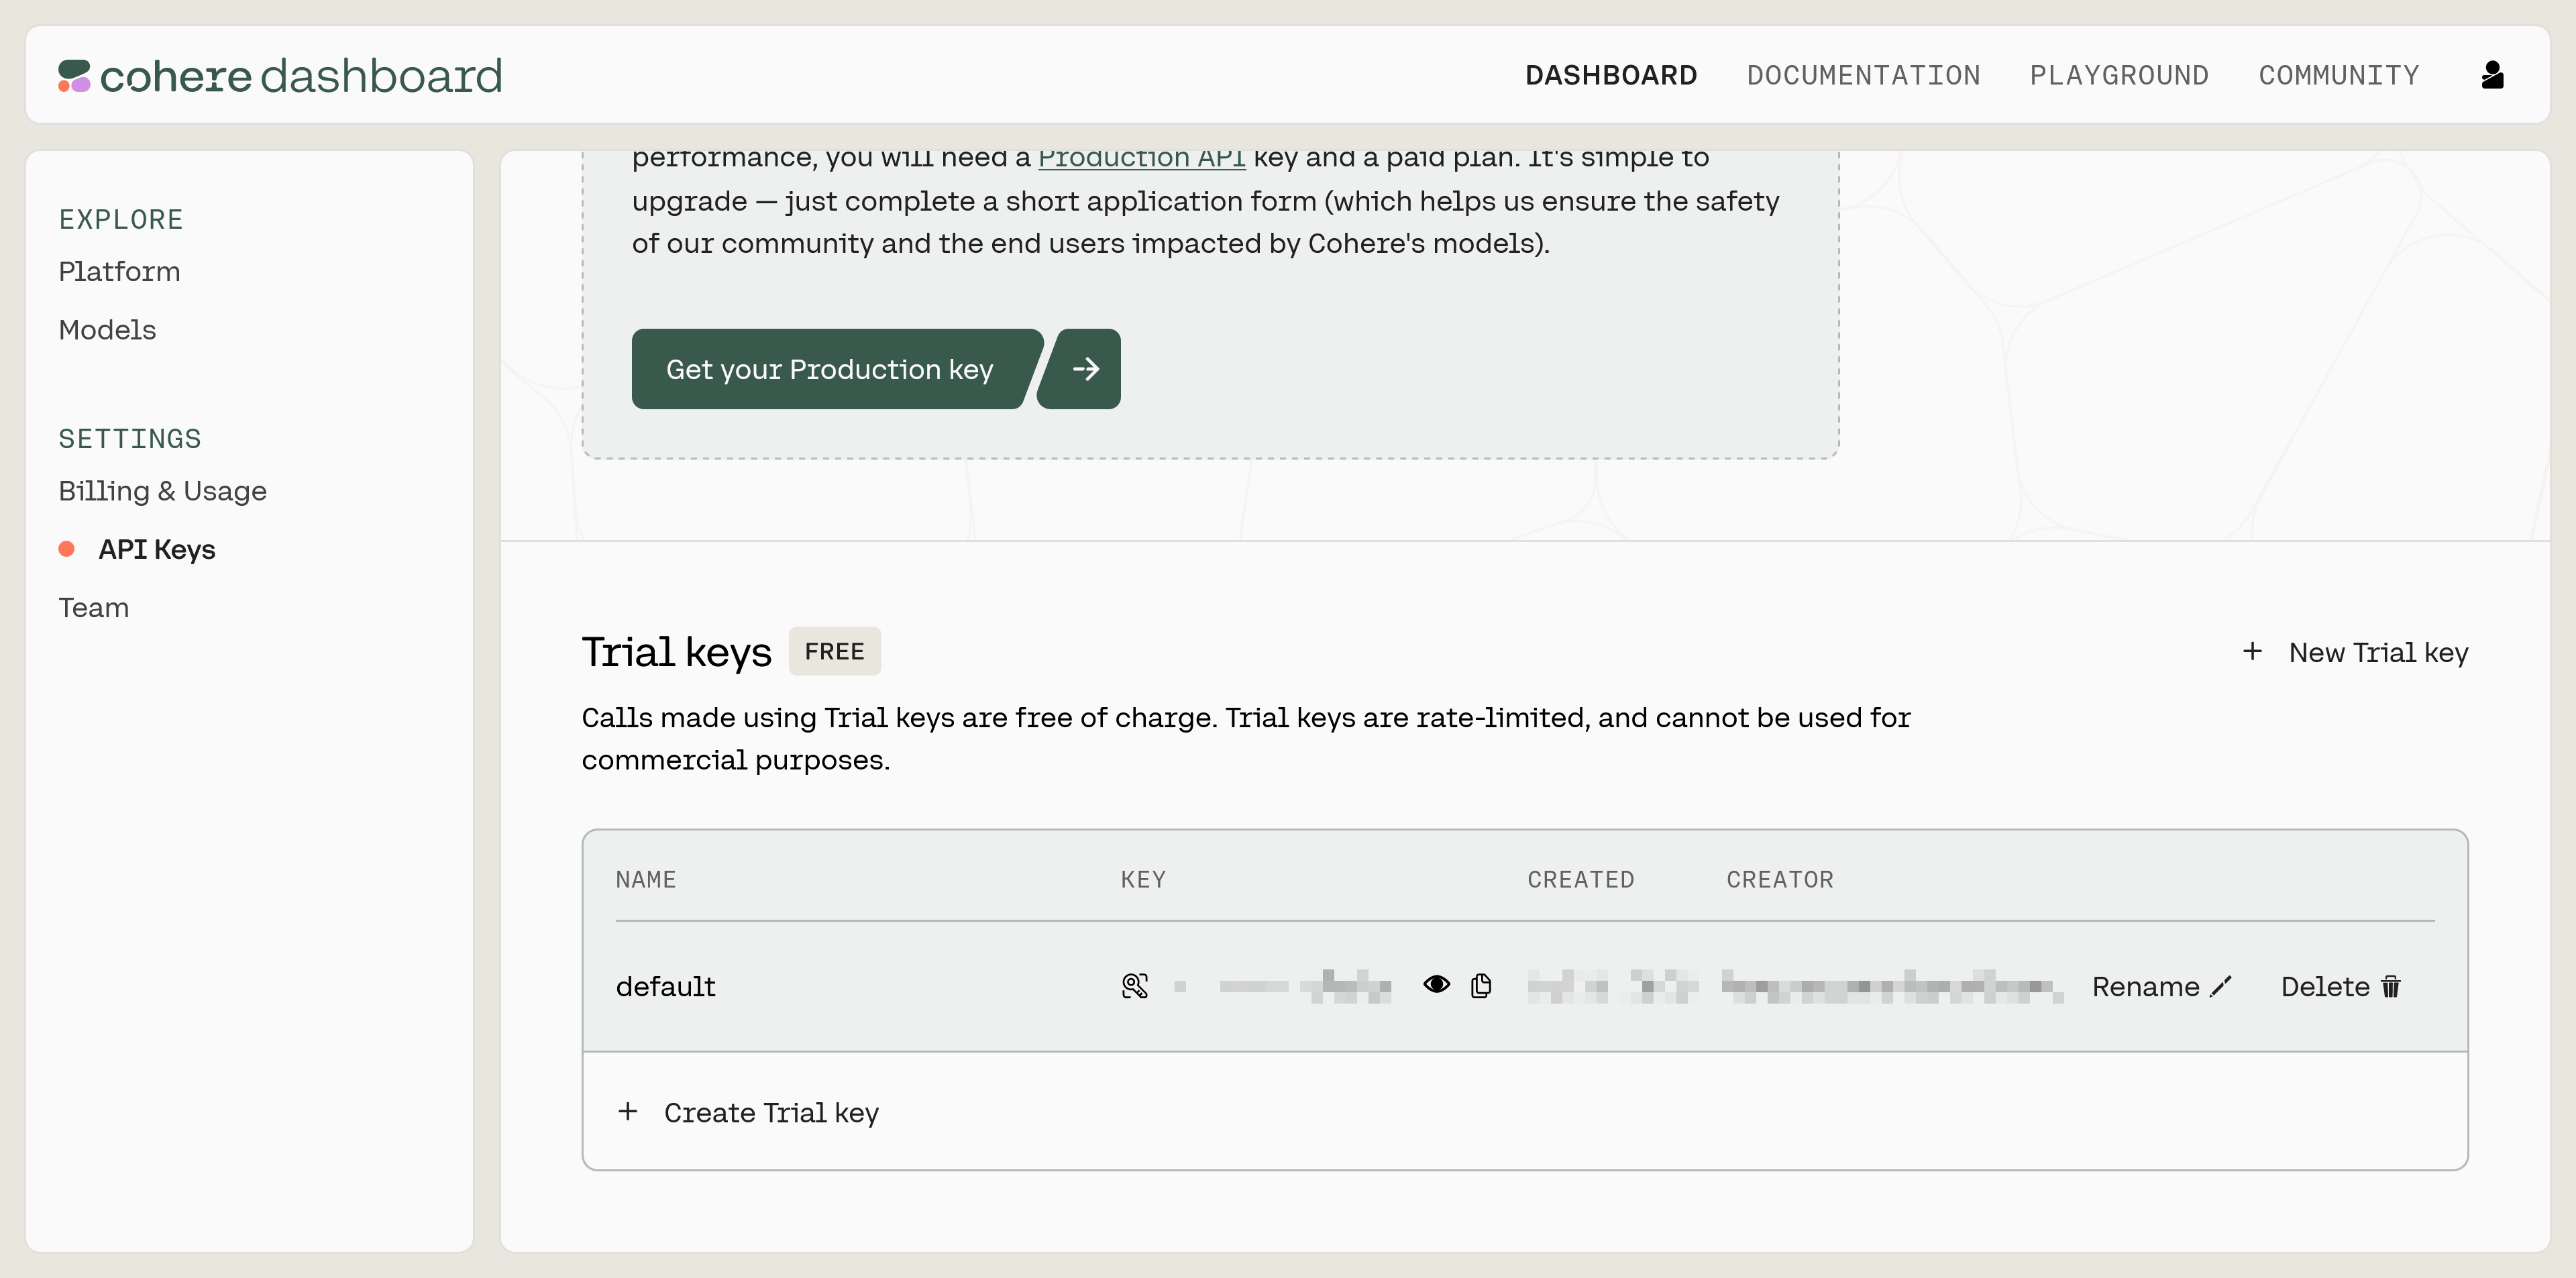 cohere dashboard
DASHBOARD DOCUMENTATION PLAYGROUND COMMUNITY
EXPLORE
Platform
Models
SETTINGS
Billing & Usage
API Keys
Team
performance, you will need a Production API key and a paid plan. It's simple to
upgrade — just complete a short application form (which helps us ensure the safety
of our community and the end users impacted by Cohere's models).
Get your Production key
Trial keys FREE
+ New Trial key
Calls made using Trial keys are free of charge. Trial keys are rate-limited, and cannot be used for
commercial purposes.
NAME KEY CREATED CREATOR
default Rename Delete
+ Create Trial key